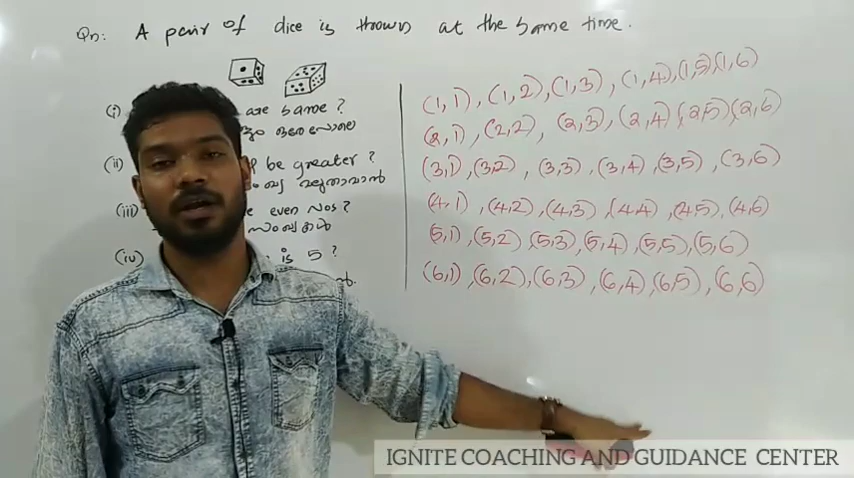 Qn: A pair of dice is thrown at the same time.
(i) are same ?
ഒരേപോലെ
(ii) be greater ?
വലുതാവാൻ
(iii) even nos ?
സംഖ്യകൾ
(iv) is 5 ?
(1,1), (1,2), (1,3), (1,4), (1,5), (1,6)
(2,1), (2,2), (2,3), (2,4), (2,5), (2,6)
(3,1), (3,2), (3,3), (3,4), (3,5), (3,6)
(4,1), (4,2), (4,3), (4,4), (4,5), (4,6)
(5,1), (5,2), (5,3), (5,4), (5,5), (5,6)
(6,1), (6,2), (6,3), (6,4), (6,5), (6,6)
IGNITE COACHING AND GUIDANCE CENTER